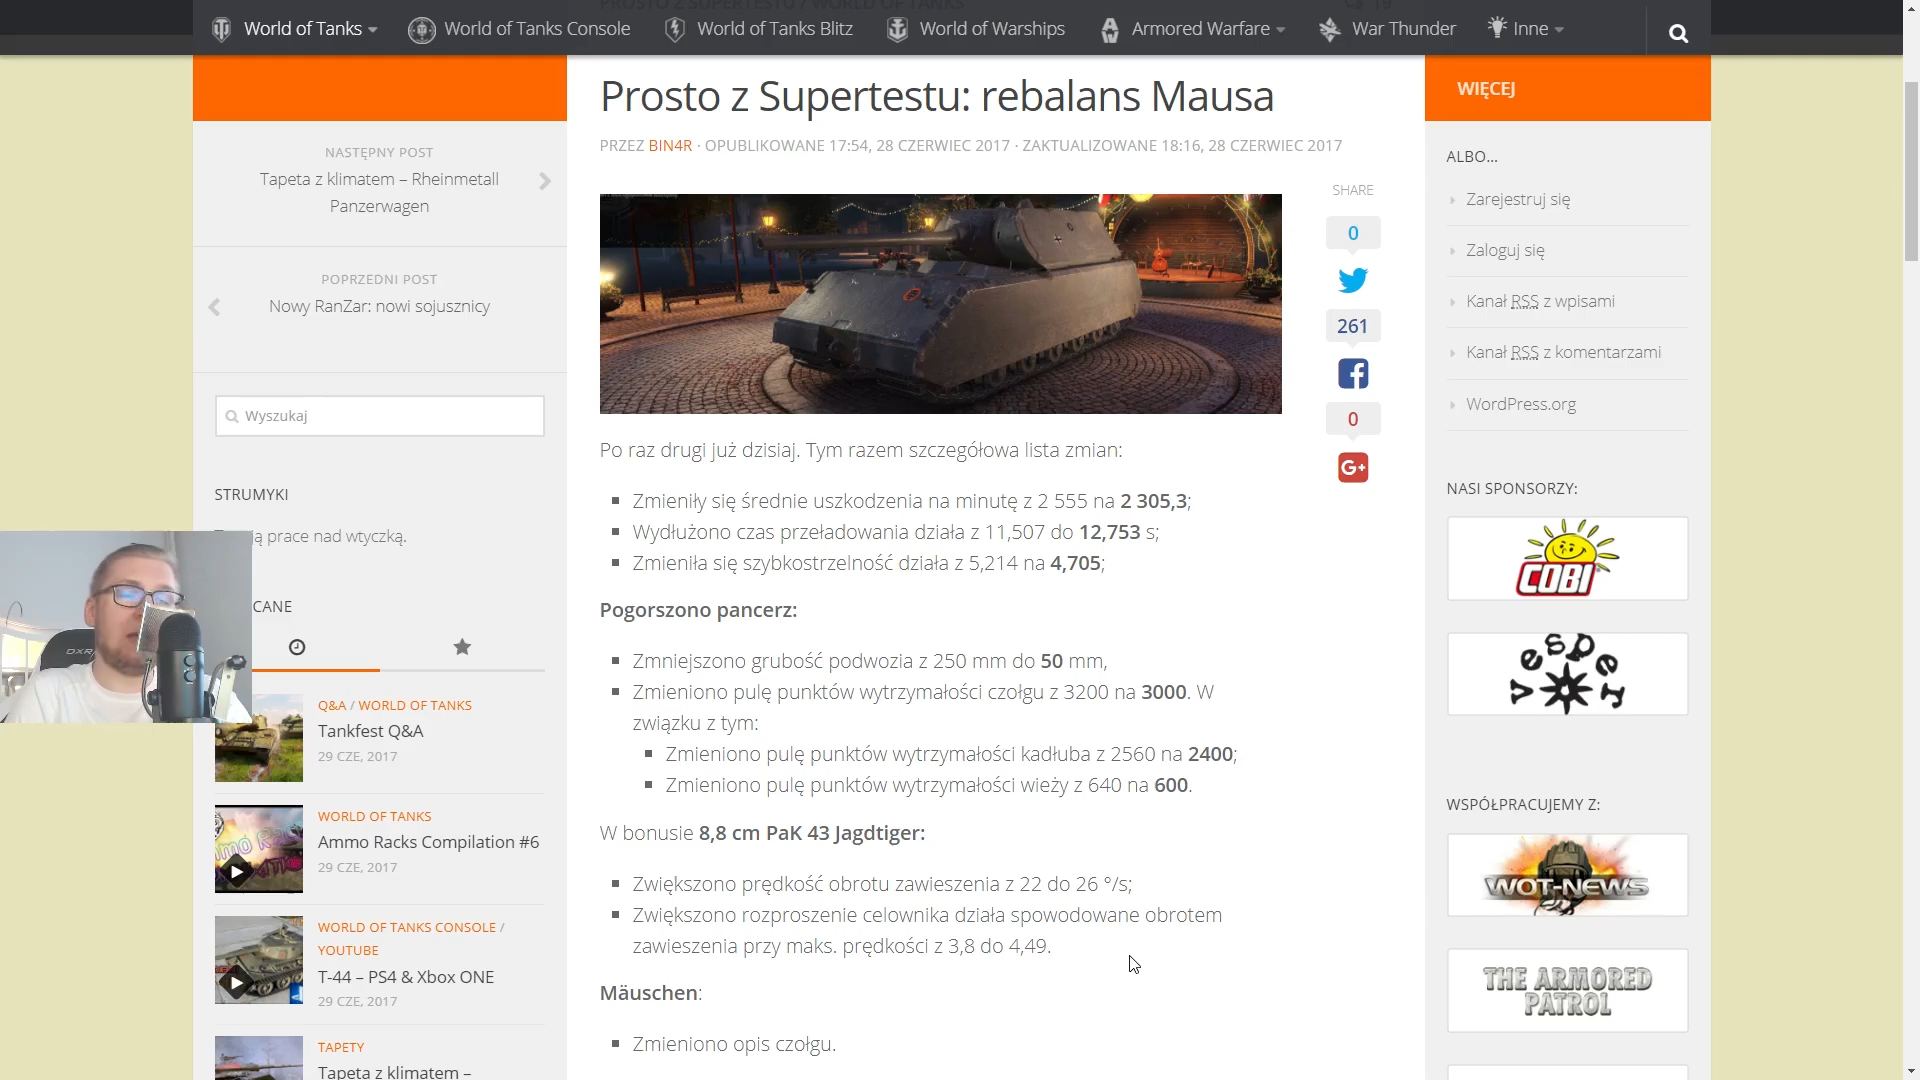 World of Tanks
World of Tanks Console
World of Tanks Blitz
World of Warships
Armored Warfare
War Thunder
Inne
NASTĘPNY POST
Tapeta z klimatem – Rheinmetall
Panzerwagen
POPRZEDNI POST
Nowy RanZar: nowi sojusznicy
Wyszukaj
STRUMYKI
prace nad wtyczką.
CANE
Q&A / WORLD OF TANKS
Tankfest Q&A
29 CZE, 2017
WORLD OF TANKS
Ammo Racks Compilation #6
29 CZE, 2017
WORLD OF TANKS CONSOLE /
YOUTUBE
T-44 – PS4 & Xbox ONE
29 CZE, 2017
TAPETY
Tapeta z klimatem –
Prosto z Supertestu: rebalans Mausa
PRZEZ BIN4R · OPUBLIKOWANE 17:54, 28 CZERWIEC 2017 · ZAKTUALIZOWANE 18:16, 28 CZERWIEC 2017
SHARE
0
261
0
G+
Po raz drugi już dzisiaj. Tym razem szczegółowa lista zmian:
Zmieniły się średnie uszkodzenia na minutę z 2 555 na 2 305,3;
Wydłużono czas przeładowania działa z 11,507 do 12,753 s;
Zmieniła się szybkostrzelność działa z 5,214 na 4,705;
Pogorszono pancerz:
Zmniejszono grubość podwozia z 250 mm do 50 mm,
Zmieniono pulę punktów wytrzymałości czołgu z 3200 na 3000. W
związku z tym:
Zmieniono pulę punktów wytrzymałości kadłuba z 2560 na 2400;
Zmieniono pulę punktów wytrzymałości wieży z 640 na 600.
W bonusie 8,8 cm PaK 43 Jagdtiger:
Zwiększono prędkość obrotu zawieszenia z 22 do 26 °/s;
Zwiększono rozproszenie celownika działa spowodowane obrotem
zawieszenia przy maks. prędkości z 3,8 do 4,49.
Mäuschen:
Zmieniono opis czołgu.
WIĘCEJ
ALBO...
Zarejestruj się
Zaloguj się
Kanał RSS z wpisami
Kanał RSS z komentarzami
WordPress.org
NASI SPONSORZY:
COBI
vesper
WSPÓŁPRACUJEMY Z:
WOT-NEWS
THE ARMORED
PATROL